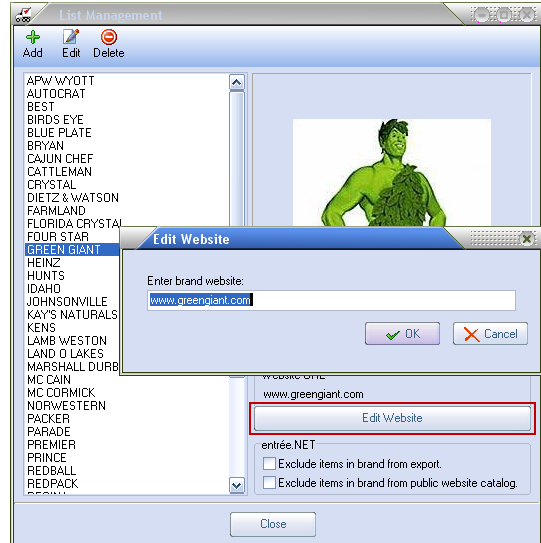 List Management
Add Edit Delete
APW WYOTT
AUTOCRAT
BEST
BIRDS EYE
BLUE PLATE
BRYAN
CAJUN CHEF
CATTLEMAN
CRYSTAL
DIETZ & WATSON
FARMLAND
FLORIDA CRYSTAL
FOUR STAR
GREEN GIANT
HEINZ
HUNTS
IDAHO
JOHNSONVILLE
KAY'S NATURALS
KENS
LAMB WESTON
LAND O LAKES
MARSHALL DURB
MC CAIN
MC CORMICK
NORWESTERN
PACKER
PARADE
PREMIER
PRINCE
REDBALL
REDPACK
Edit Website
Enter brand website:
www.greengiant.com
OK Cancel
Website URL
www.greengiant.com
Edit Website
entrée.NET
Exclude items in brand from export.
Exclude items in brand from public website catalog.
Close